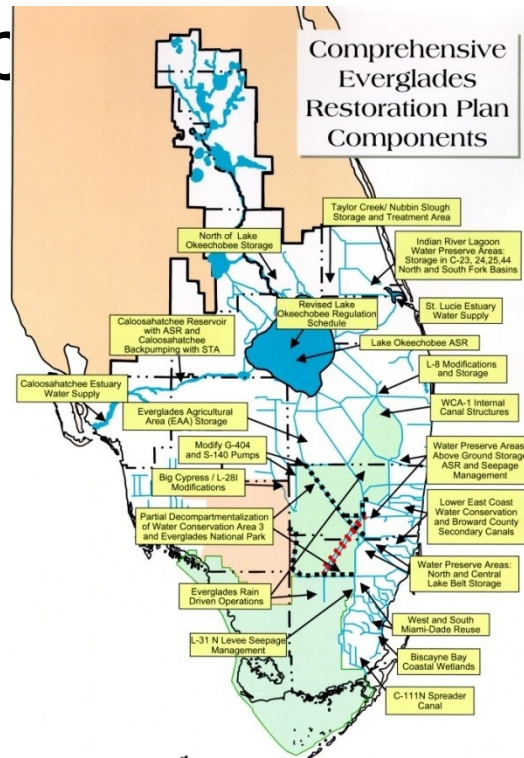 Comprehensive
Everglades
Restoration Plan
Components
Taylor Creek/ Nubbin Slough
Storage and Treatment Area
North of Lake
Okeechobee Storage
Indian River Lagoon
Water Preserve Areas:
Storage in C-23, 24,25,44
North and South Fork Basins
Revised Lake
Okeechobee Regulation
Schedule
St. Lucie Estuary
Water Supply
Caloosahatchee Reservoir
with ASR and
Caloosahatchee
Backpumping with STA
Lake Okeechobee ASR
L-8 Modifications
and Storage
Caloosahatchee Estuary
Water Supply
WCA-1 Internal
Canal Structures
Everglades Agricultural
Area (EAA) Storage
Modify G-404
and S-140 Pumps
Water Preserve Areas
Above Ground Storage
ASR and Seepage
Management
Big Cypress / L-28I
Modifications
Partial Decompartmentalization
of Water Conservation Area 3
and Everglades National Park
Lower East Coast
Water Conservation
and Broward County
Secondary Canals
Water Preserve Areas:
North and Central
Lake Belt Storage
Everglades Rain
Driven Operations
West and South
Miami-Dade Reuse
L-31 N Levee Seepage
Management
Biscayne Bay
Coastal Wetlands
C-111N Spreader
Canal